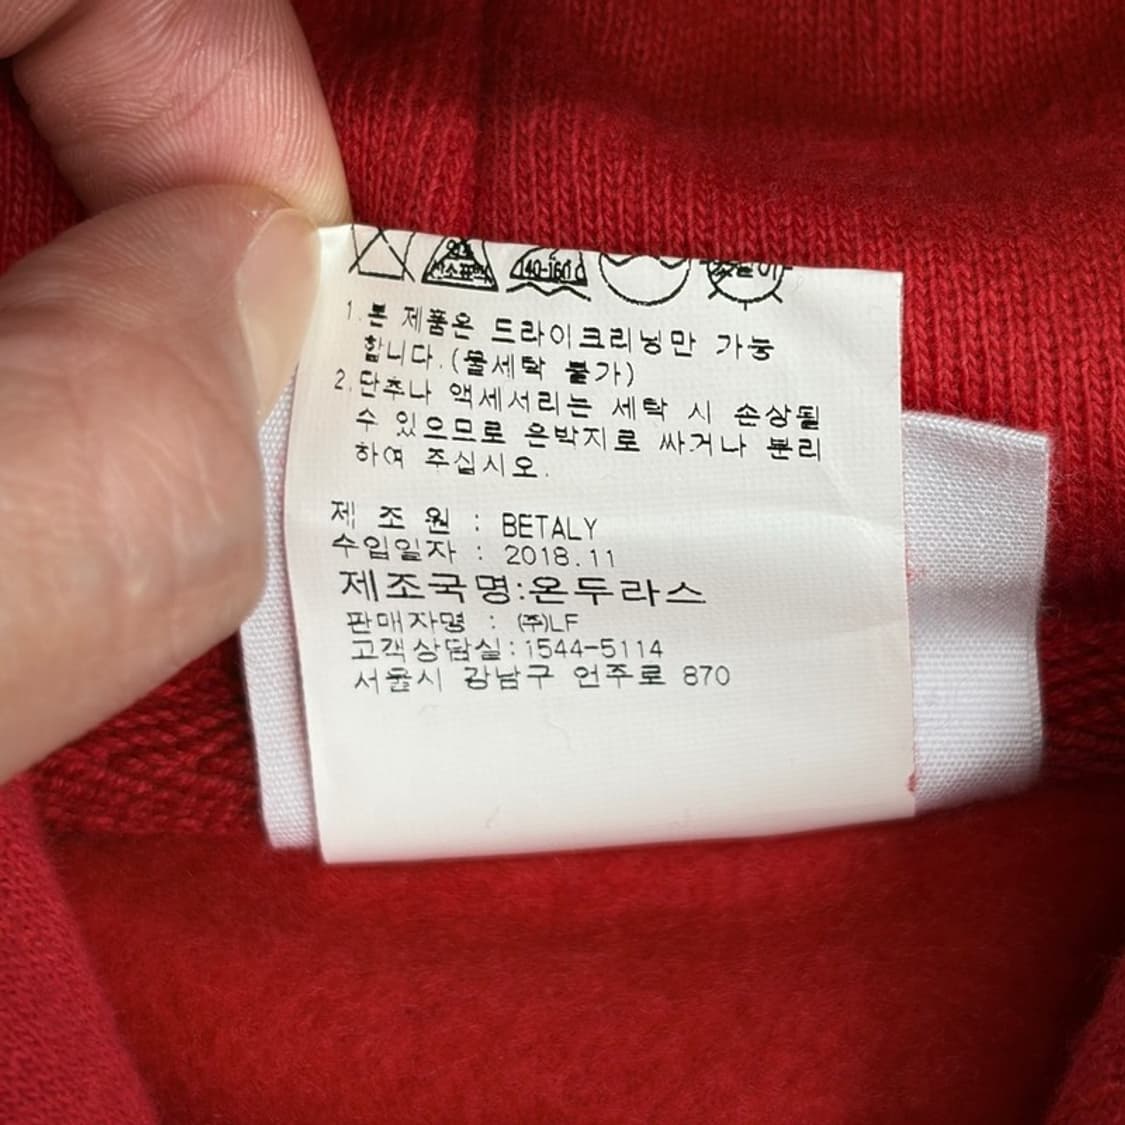 140-160℃
1.본 제품은 드라이크리닝만 가능
합니다.(물세탁 불가)
2.단추나 액세서리는 세탁 시 손상될
수 있으므로 은박지로 싸거나 분리
하여 주십시오.
제 조 원 : BETALY
수입일자 : 2018.11
제조국명:온두라스
판매자명 : ㈜LF
고객상담실:1544-5114
서울시 강남구 언주로 870